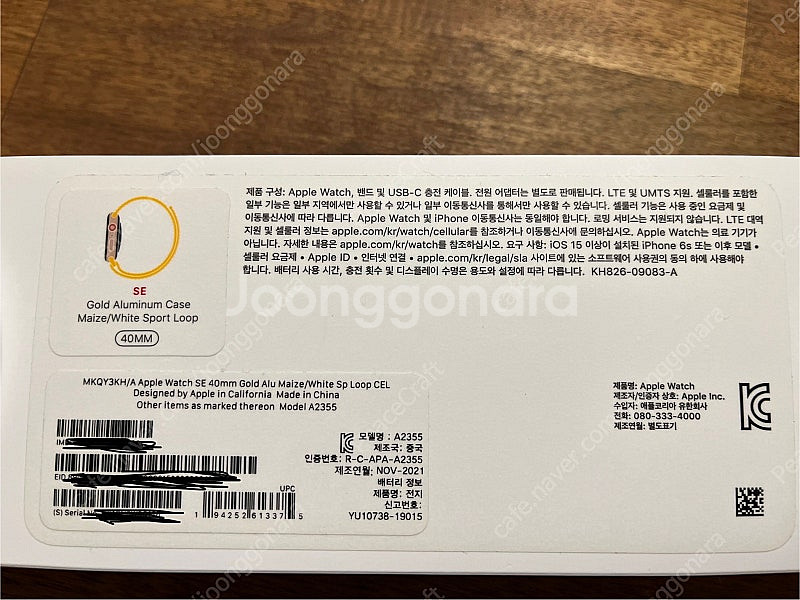 제품 구성: Apple Watch, 밴드 및 USB-C 충전 케이블. 전원 어댑터는 별도로 판매됩니다. LTE 및 UMTS 지원. 셀룰러를 포함한
일부 기능은 일부 지역에서만 사용할 수 있거나 일부 이동통신사를 통해서만 사용할 수 있습니다. 셀룰러 기능은 사용 중인 요금제 및
이동통신사에 따라 다릅니다. Apple Watch 및 iPhone 이동통신사는 동일해야 합니다. 로밍 서비스는 지원되지 않습니다. LTE 대역
지원 및 셀룰러 정보는 apple.com/kr/watch/cellular를 참조하거나 이동통신사에 문의하십시오. Apple Watch는 의료 기기가
아닙니다. 자세한 내용은 apple.com/kr/watch를 참조하십시오. 요구 사항: iOS 15 이상이 설치된 iPhone 6s 또는 이후 모델 •
셀룰러 요금제 • Apple ID • 인터넷 연결 • apple.com/kr/legal/sla 사이트에 있는 소프트웨어 사용권의 동의 하에 사용해야
합니다. 배터리 사용 시간, 충전 횟수 및 디스플레이 수명은 용도와 설정에 따라 다릅니다. KH826-09083-A
SE
Gold Aluminum Case
Maize/White Sport Loop
40MM
Joonggonara
MKQY3KH/A Apple Watch SE 40mm Gold Alu Maize/White Sp Loop CEL
Designed by Apple in California Made in China
Other items as marked thereon Model A2355
모델명 : A2355
제조국: 중국
인증번호: R-C-APA-A2355
제조연월: NOV-2021
배터리 정보
제품명: 전지
신고번호:
YU10738-19015
UPC
(S) Serial
1 94252 61337 5
제품명: Apple Watch
제조자/인증자 상호: Apple Inc.
수입자: 애플코리아 유한회사
전화: 080-333-4000
제조연월: 별도표기
cafe.naver.com/joonggonara